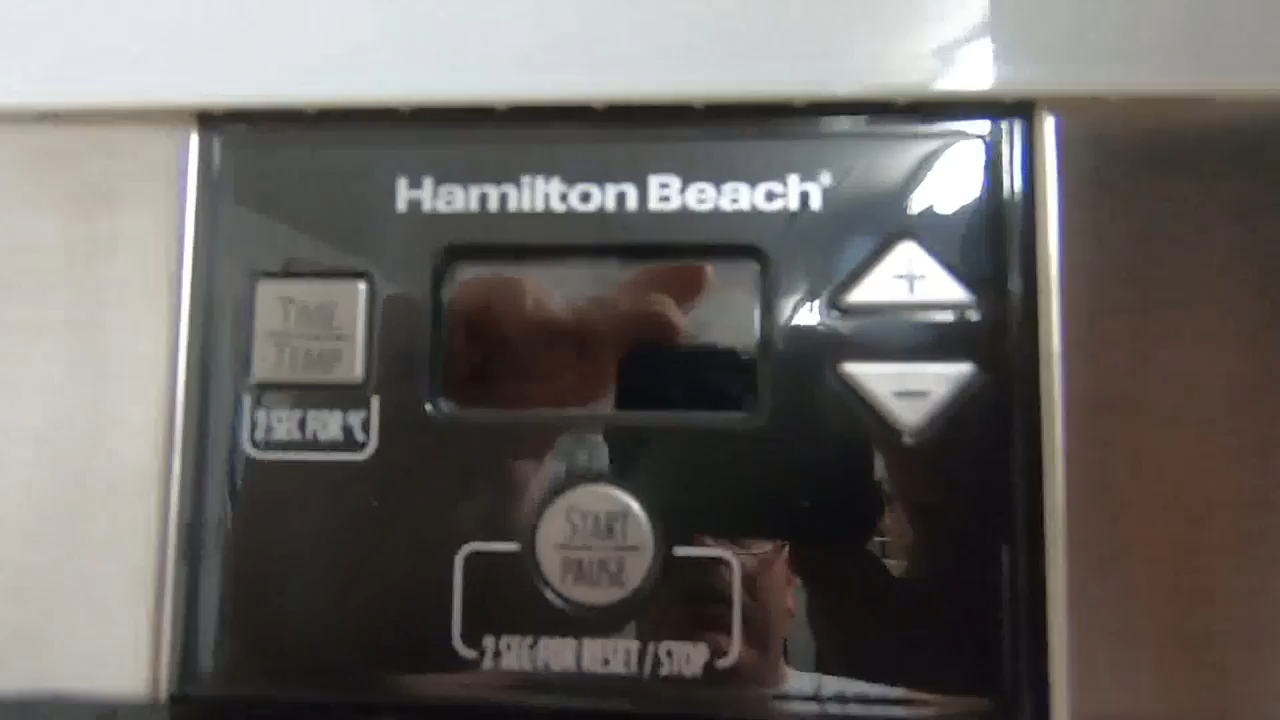 Hamilton Beach®
TIME
TEMP
2 SEC FOR °C
+
-
START
PAUSE
2 SEC FOR RESET / STOP